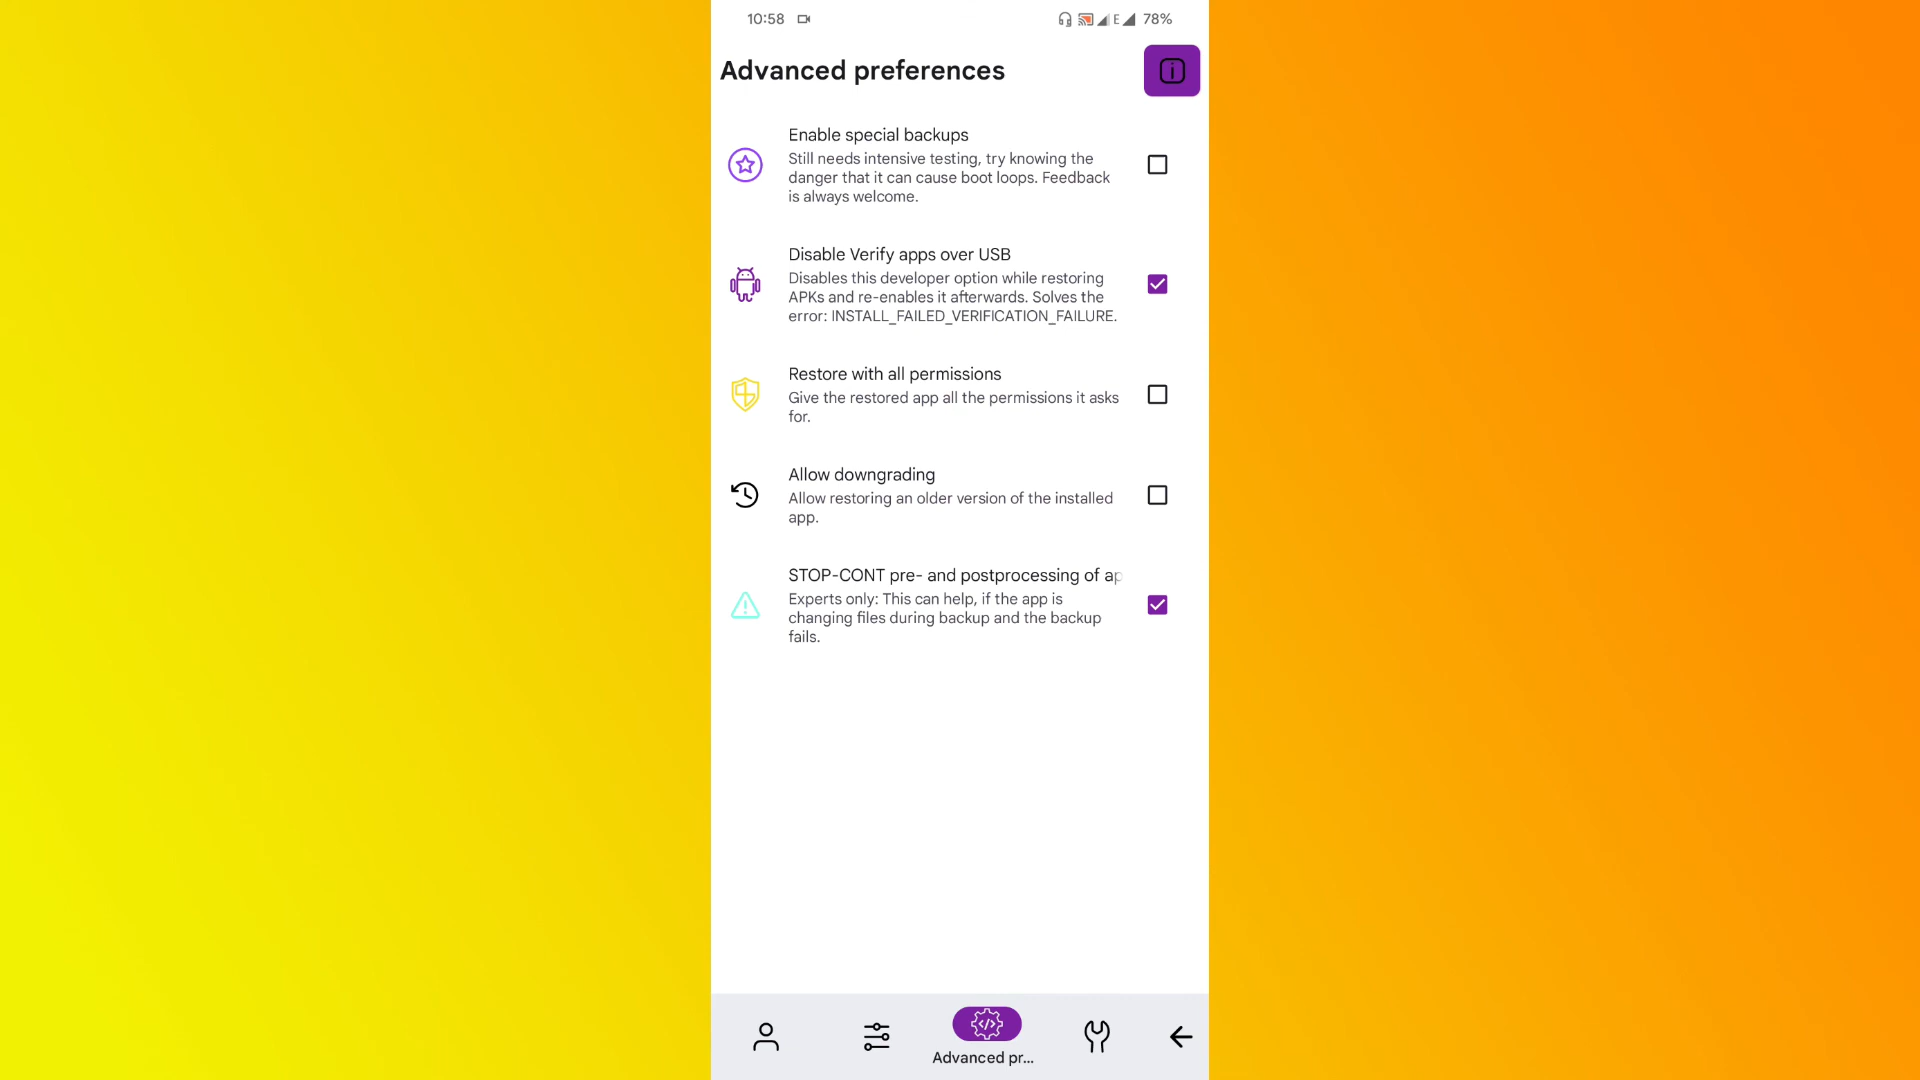 10:58
E 78%
Advanced preferences
Enable special backups
Still needs intensive testing, try knowing the
danger that it can cause boot loops. Feedback
is always welcome.
Disable Verify apps over USB
Disables this developer option while restoring
APKs and re-enables it afterwards. Solves the
error: INSTALL_FAILED_VERIFICATION_FAILURE.
Restore with all permissions
Give the restored app all the permissions it asks
for.
Allow downgrading
Allow restoring an older version of the installed
app.
STOP-CONT pre- and postprocessing of ap
Experts only: This can help, if the app is
changing files during backup and the backup
fails.
Advanced pr...